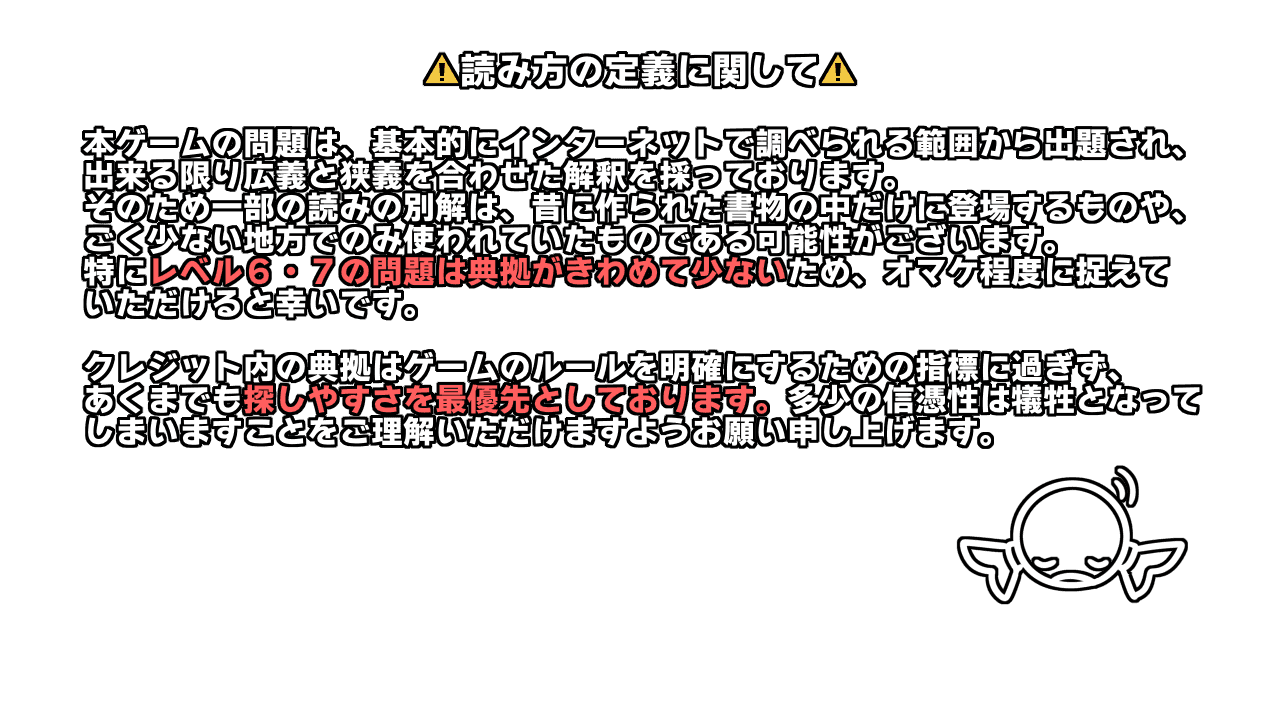 ⚠読み方の定義に関して⚠
本ゲームの問題は、基本的にインターネットで調べられる範囲から出題され、
出来る限り広義と狭義を合わせた解釈を採っております。
そのため一部の読みの別解は、昔に作られた書物の中だけに登場するものや、
ごく少ない地方でのみ使われていたものである可能性がございます。
特にレベル６・７の問題は典拠がきわめて少ないため、オマケ程度に捉えて
いただけると幸いです。
クレジット内の典拠はゲームのルールを明確にするための指標に過ぎず、
あくまでも探しやすさを最優先としております。多少の信憑性は犠牲となって
しまいますことをご理解いただけますようお願い申し上げます。